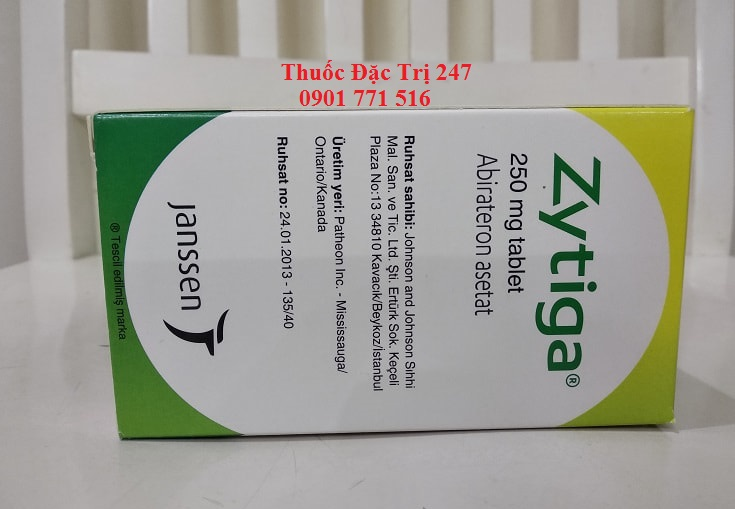 Thuốc Đặc Trị 247
0901 771 516
Zytiga®
250 mg tablet
Abirateron asetat
Ruhsat sahibi: Johnson and Johnson Sıhhi
Mal. San. ve Tic. Ltd. Şti. Ertürk Sok. Keçeli
Plaza No:13 34810 Kavacık/Beykoz/İstanbul
Üretim yeri: Patheon Inc. - Mississauga/
Ontario/Kanada
Ruhsat no: 24.01.2013 - 135/40
janssen
® Tescil edilmiş marka